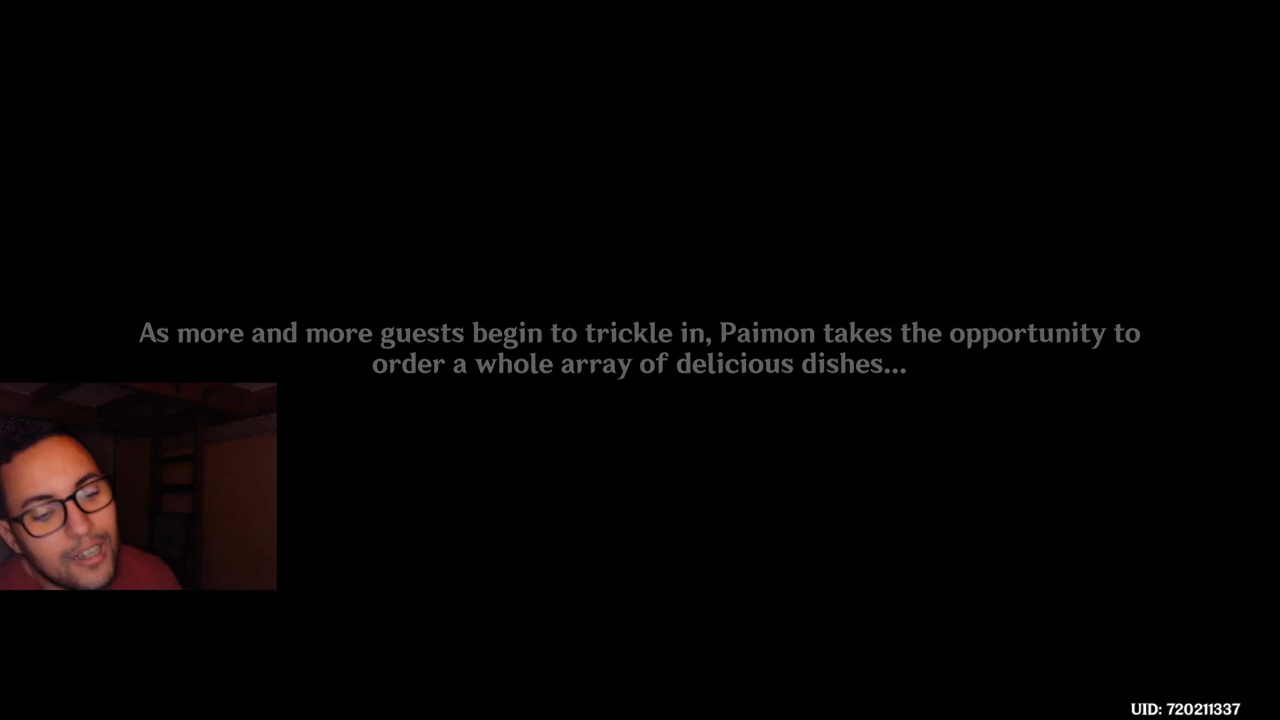 As more and more guests begin to trickle in, Paimon takes the opportunity to
order a whole array of delicious dishes...
UID: 720211337